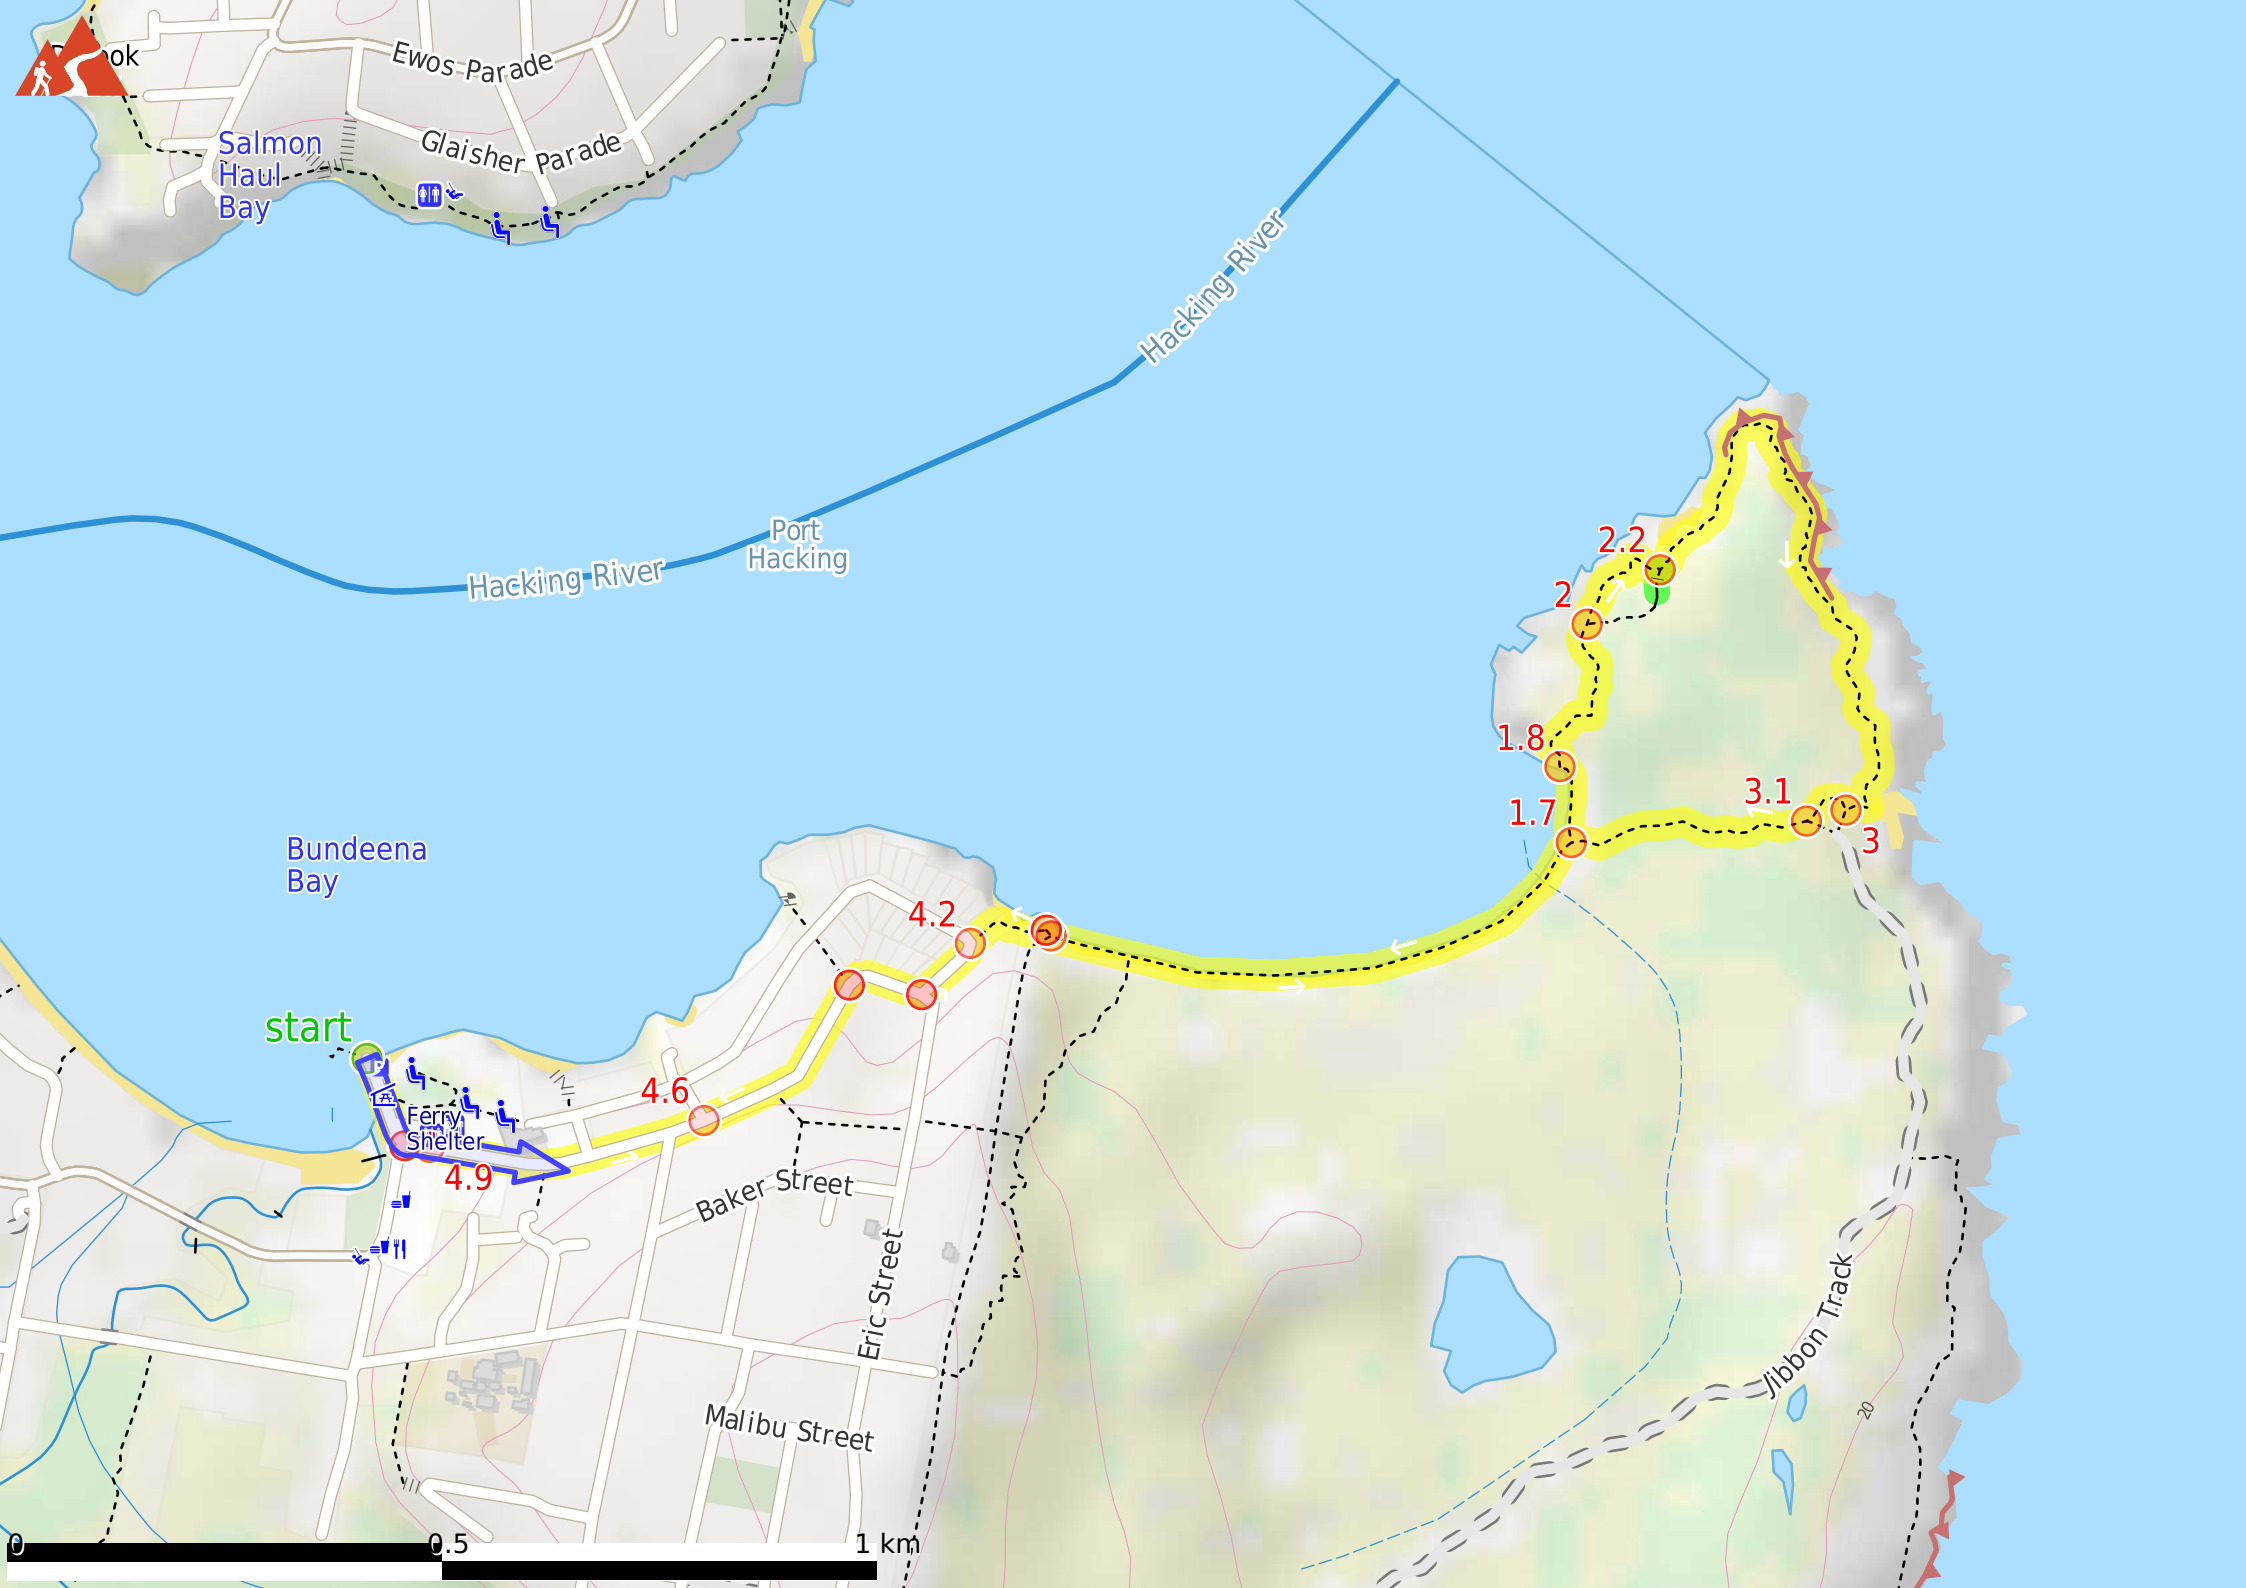 ook
Ewos Parade
Glaisher Parade
Salmon
Haul
Bay
Hacking River
Port
Hacking
Hacking River
2.2
2
1.8
1.7
3.1
3
4.2
Bundeena
Bay
start
4.6
Ferry
Shelter
4.9
Baker Street
Eric Street
Malibu Street
Jibbon Track
20
0
0.5
1 km